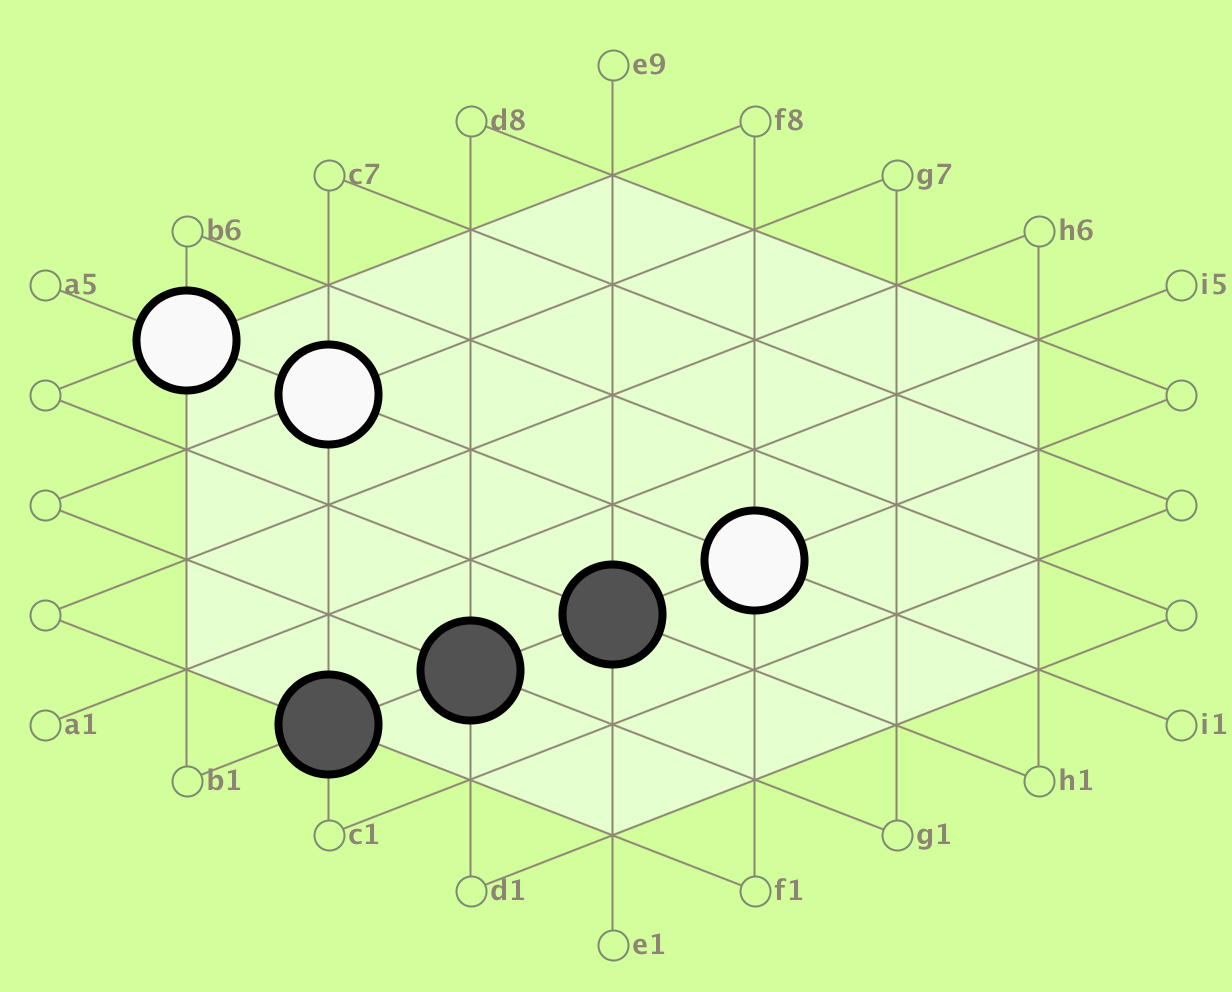 e9
d8 f8
c7 g7
b6 h6
a5 i5
a1 i1
b1 h1
c1 g1
d1 f1
e1